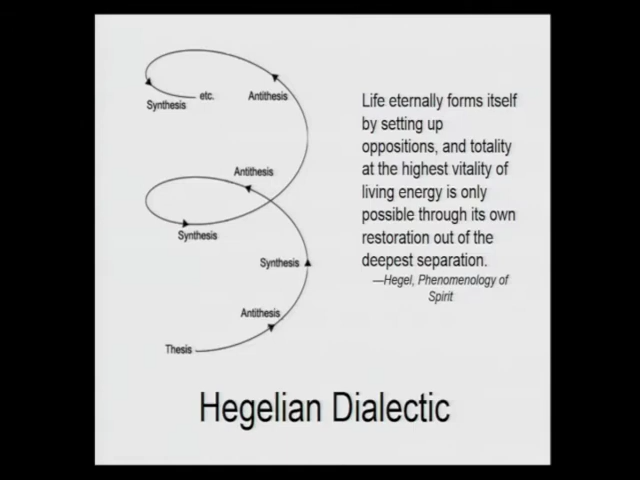 etc.
Antithesis
Synthesis
Antithesis
Synthesis
Synthesis
Antithesis
Thesis
Life eternally forms itself
by setting up
oppositions, and totality
at the highest vitality of
living energy is only
possible through its own
restoration out of the
deepest separation.
—Hegel, Phenomenology of
Spirit
Hegelian Dialectic